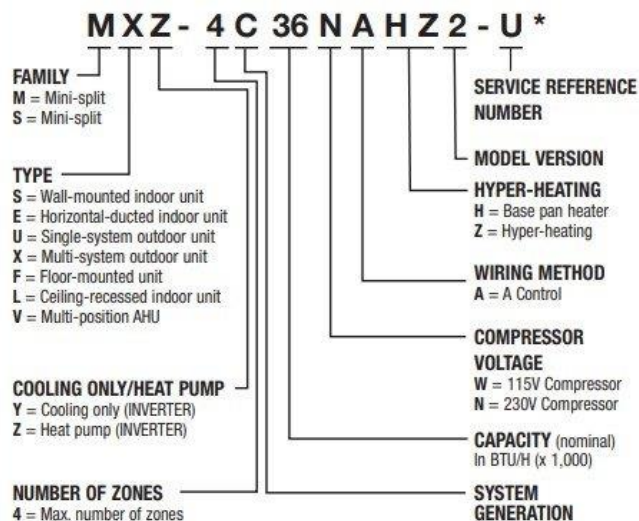 MXZ-4C36NAHZ2-U*
FAMILY
M = Mini-split
S = Mini-split
TYPE
S = Wall-mounted indoor unit
E = Horizontal-ducted indoor unit
U = Single-system outdoor unit
X = Multi-system outdoor unit
F = Floor-mounted unit
L = Ceiling-recessed indoor unit
V = Multi-position AHU
COOLING ONLY/HEAT PUMP
Y = Cooling only (INVERTER)
Z = Heat pump (INVERTER)
NUMBER OF ZONES
4 = Max. number of zones
SERVICE REFERENCE
NUMBER
MODEL VERSION
HYPER-HEATING
H = Base pan heater
Z = Hyper-heating
WIRING METHOD
A = A Control
COMPRESSOR
VOLTAGE
W = 115V Compressor
N = 230V Compressor
CAPACITY (nominal)
In BTU/H (x 1,000)
SYSTEM
GENERATION